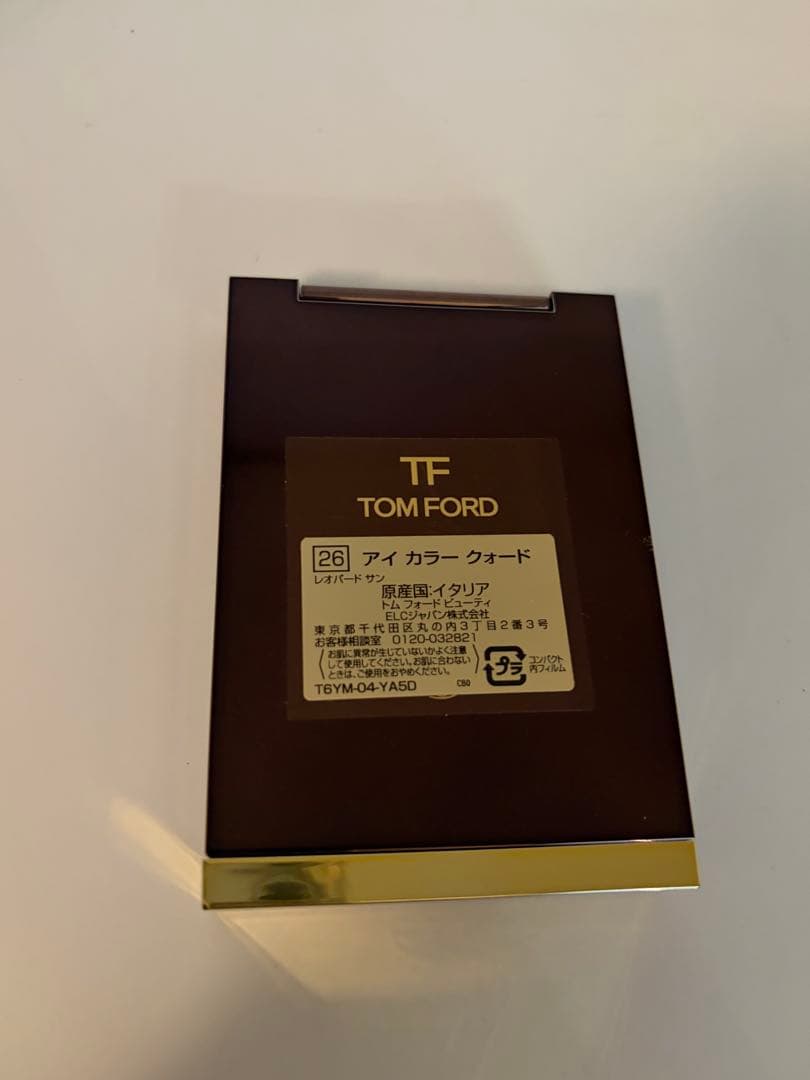 TF
TOM FORD
26 アイ カラー クォード
レオパード サン
原産国:イタリア
トム フォード ビューティ
ELCジャパン株式会社
東京都千代田区丸の内3丁目2番3号
お客様相談室 0120-032821
お肌に異常が生じていないかよく注意
して使用してください。お肌に合わない
ときは、ご使用をおやめください。
プラ
コンパクト
内フィルム
T6YM-04-YA5D
CBQ